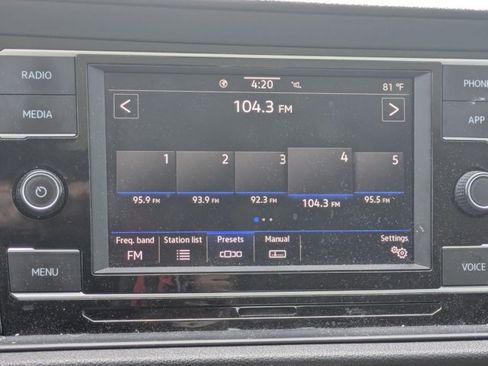 RADIO
MEDIA
MENU
PHONE
APP
VOICE
4:20
81 °F
104.3 FM
1 2 3 4 5
95.9 FM 93.9 FM 92.3 FM 104.3 FM 95.5 FM
Freq. band Station list Presets Manual Settings
FM